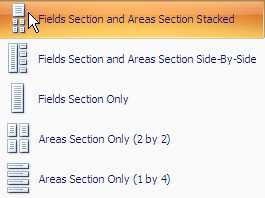 Fields Section and Areas Section Stacked
Fields Section and Areas Section Side-By-Side
Fields Section Only
Areas Section Only (2 by 2)
Areas Section Only (1 by 4)